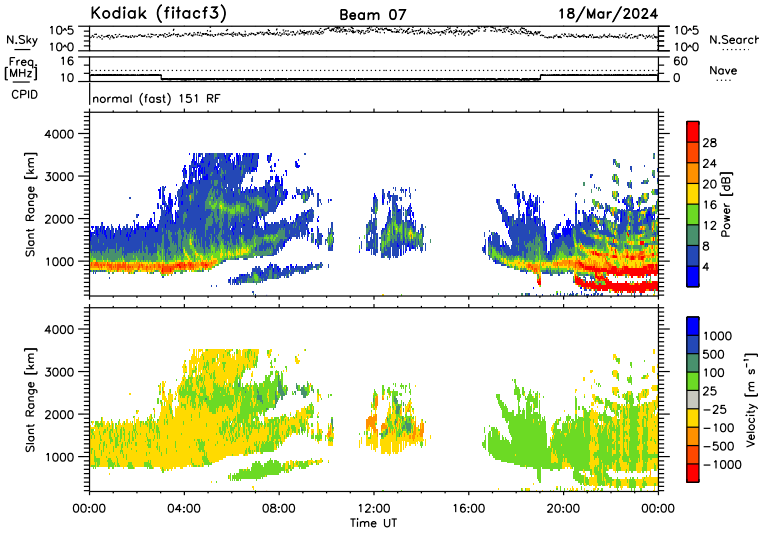 Kodiak (fitacf3) Beam 07 18/Mar/2024
N.Sky 10^5 10^0 10^5 10^0 N.Search
Freq. [MHz] 16 10 60 0 Nave
CPID normal (fast) 151 RF
Slant Range [km] 4000 3000 2000 1000
Power [dB] 28 24 20 16 12 8 4
Slant Range [km] 4000 3000 2000 1000
Velocity [m s⁻¹] 1000 500 100 25 −25 −100 −500 −1000
00:00 04:00 08:00 12:00 16:00 20:00 00:00
Time UT